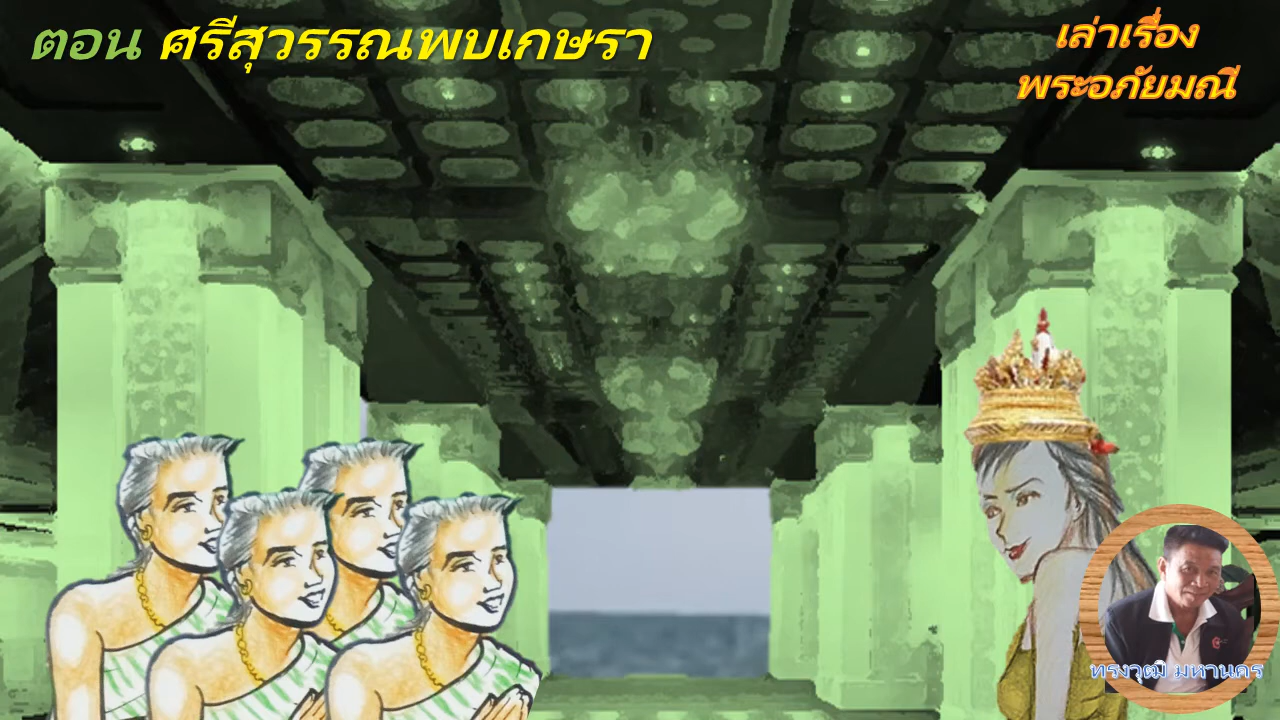 ตอน ศรีสุวรรณพบเกษรา
เล่าเรื่อง
พระอภัยมณี
ทรงวุฒิ มหานคร